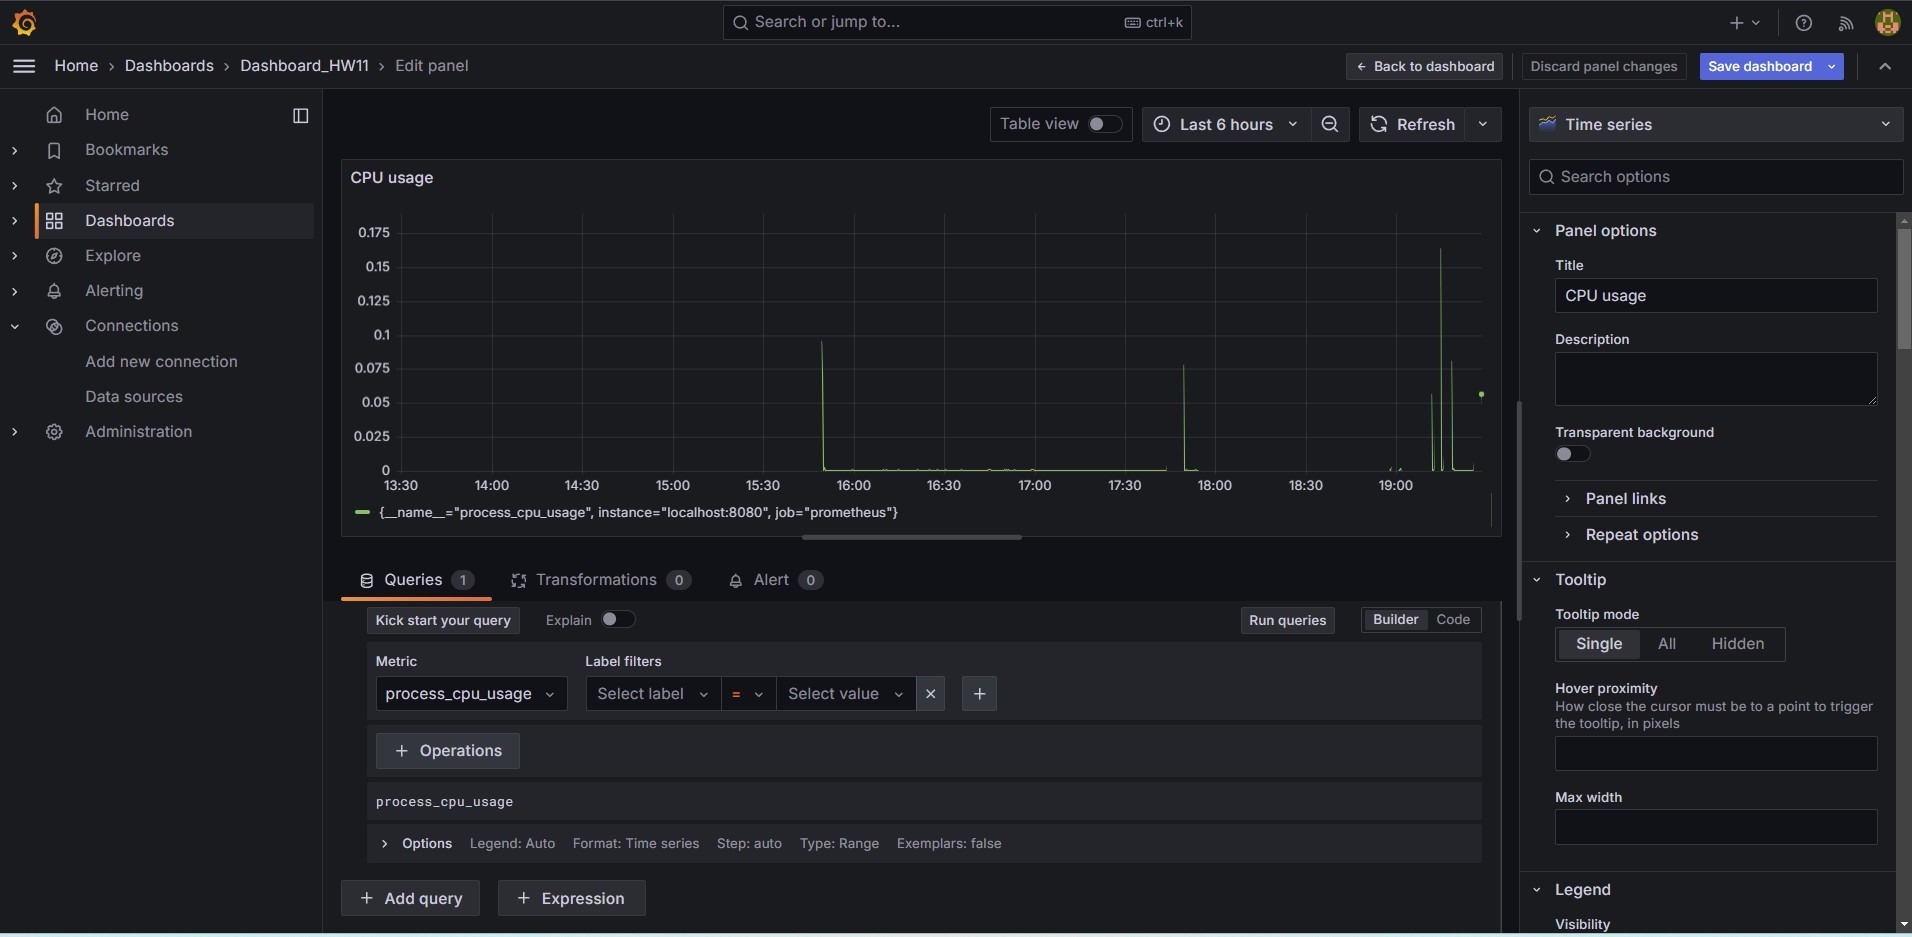 Search or jump to... ctrl+k
Home › Dashboards › Dashboard_HW11 › Edit panel
← Back to dashboard
Discard panel changes
Save dashboard
Home
Bookmarks
Starred
Dashboards
Explore
Alerting
Connections
Add new connection
Data sources
Administration
Table view
Last 6 hours
Refresh
CPU usage
0.175
0.15
0.125
0.1
0.075
0.05
0.025
0
13:30 14:00 14:30 15:00 15:30 16:00 16:30 17:00 17:30 18:00 18:30 19:00
{__name__="process_cpu_usage", instance="localhost:8080", job="prometheus"}
Queries 1 Transformations 0 Alert 0
Kick start your query Explain Run queries Builder Code
Metric Label filters
process_cpu_usage Select label = Select value
+ Operations
process_cpu_usage
Options Legend: Auto Format: Time series Step: auto Type: Range Exemplars: false
+ Add query + Expression
Time series
Search options
Panel options
Title
CPU usage
Description
Transparent background
Panel links
Repeat options
Tooltip
Tooltip mode
Single All Hidden
Hover proximity
How close the cursor must be to a point to trigger
the tooltip, in pixels
Max width
Legend
Visibility